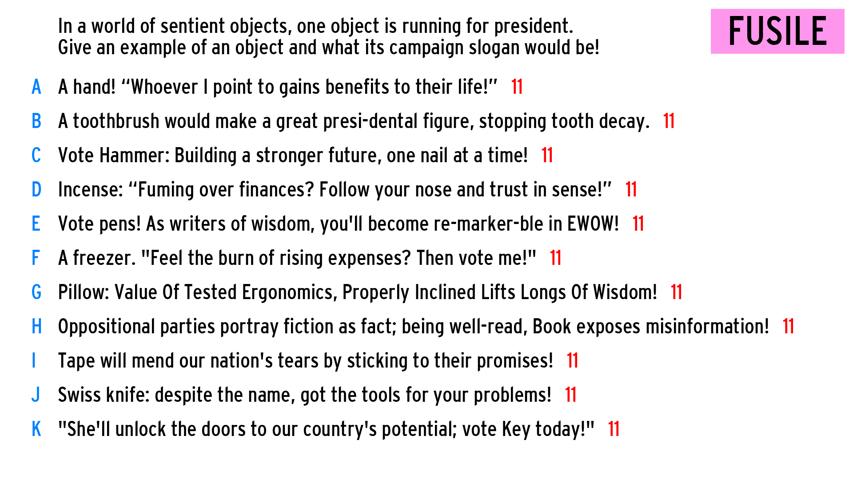 In a world of sentient objects, one object is running for president.
Give an example of an object and what its campaign slogan would be!
FUSILE
A A hand! “Whoever I point to gains benefits to their life!” 11
B A toothbrush would make a great presi-dental figure, stopping tooth decay. 11
C Vote Hammer: Building a stronger future, one nail at a time! 11
D Incense: “Fuming over finances? Follow your nose and trust in sense!” 11
E Vote pens! As writers of wisdom, you'll become re-marker-ble in EWOW! 11
F A freezer. "Feel the burn of rising expenses? Then vote me!" 11
G Pillow: Value Of Tested Ergonomics, Properly Inclined Lifts Longs Of Wisdom! 11
H Oppositional parties portray fiction as fact; being well-read, Book exposes misinformation! 11
I Tape will mend our nation's tears by sticking to their promises! 11
J Swiss knife: despite the name, got the tools for your problems! 11
K "She'll unlock the doors to our country's potential; vote Key today!" 11